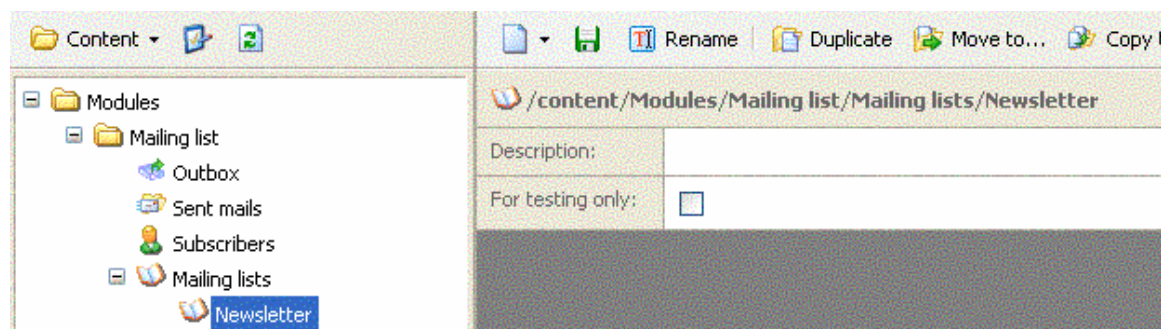 Content
Rename Duplicate Move to... Copy
Modules
Mailing list
Outbox
Sent mails
Subscribers
Mailing lists
Newsletter
/content/Modules/Mailing list/Mailing lists/Newsletter
Description:
For testing only: